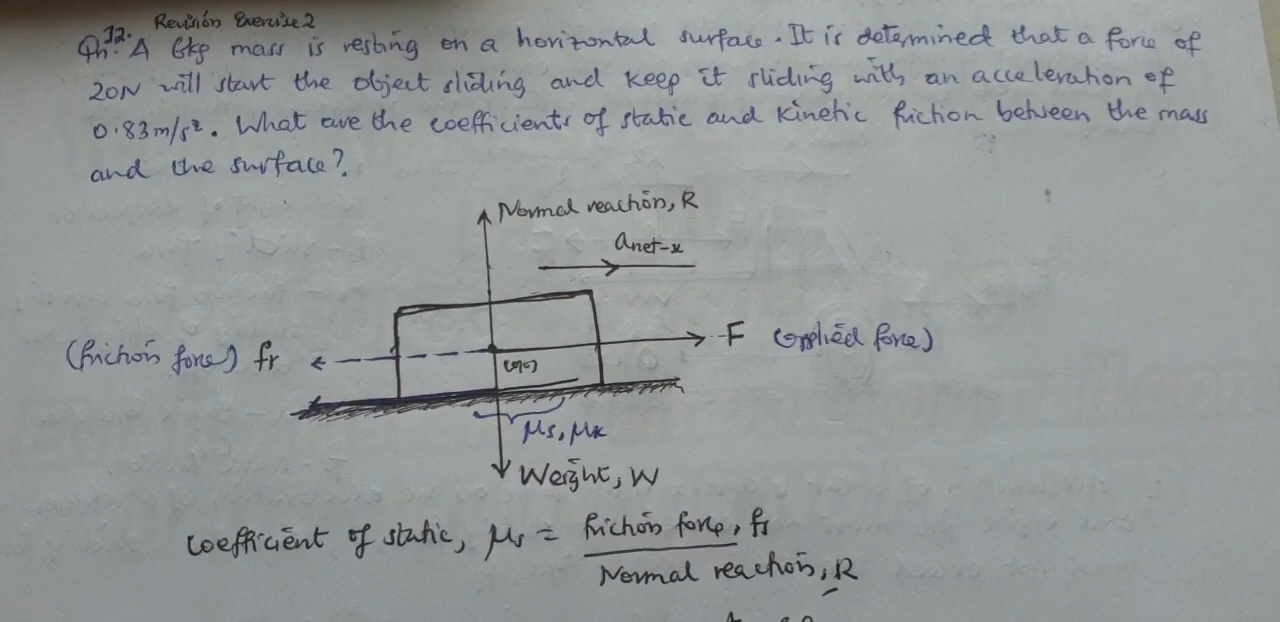 Revision Exercise 2
Qn 12. A 6kg mass is resting on a horizontal surface. It is determined that a force of
20N will start the object sliding and keep it sliding with an acceleration of
0.83m/s². What are the coefficients of static and kinetic friction between the mass
and the surface?
Normal reaction, R
anet-x
(friction force) fr
F (applied force)
μs, μk
Weight, W
coefficient of static, μs = friction force, fs
Normal reaction, R